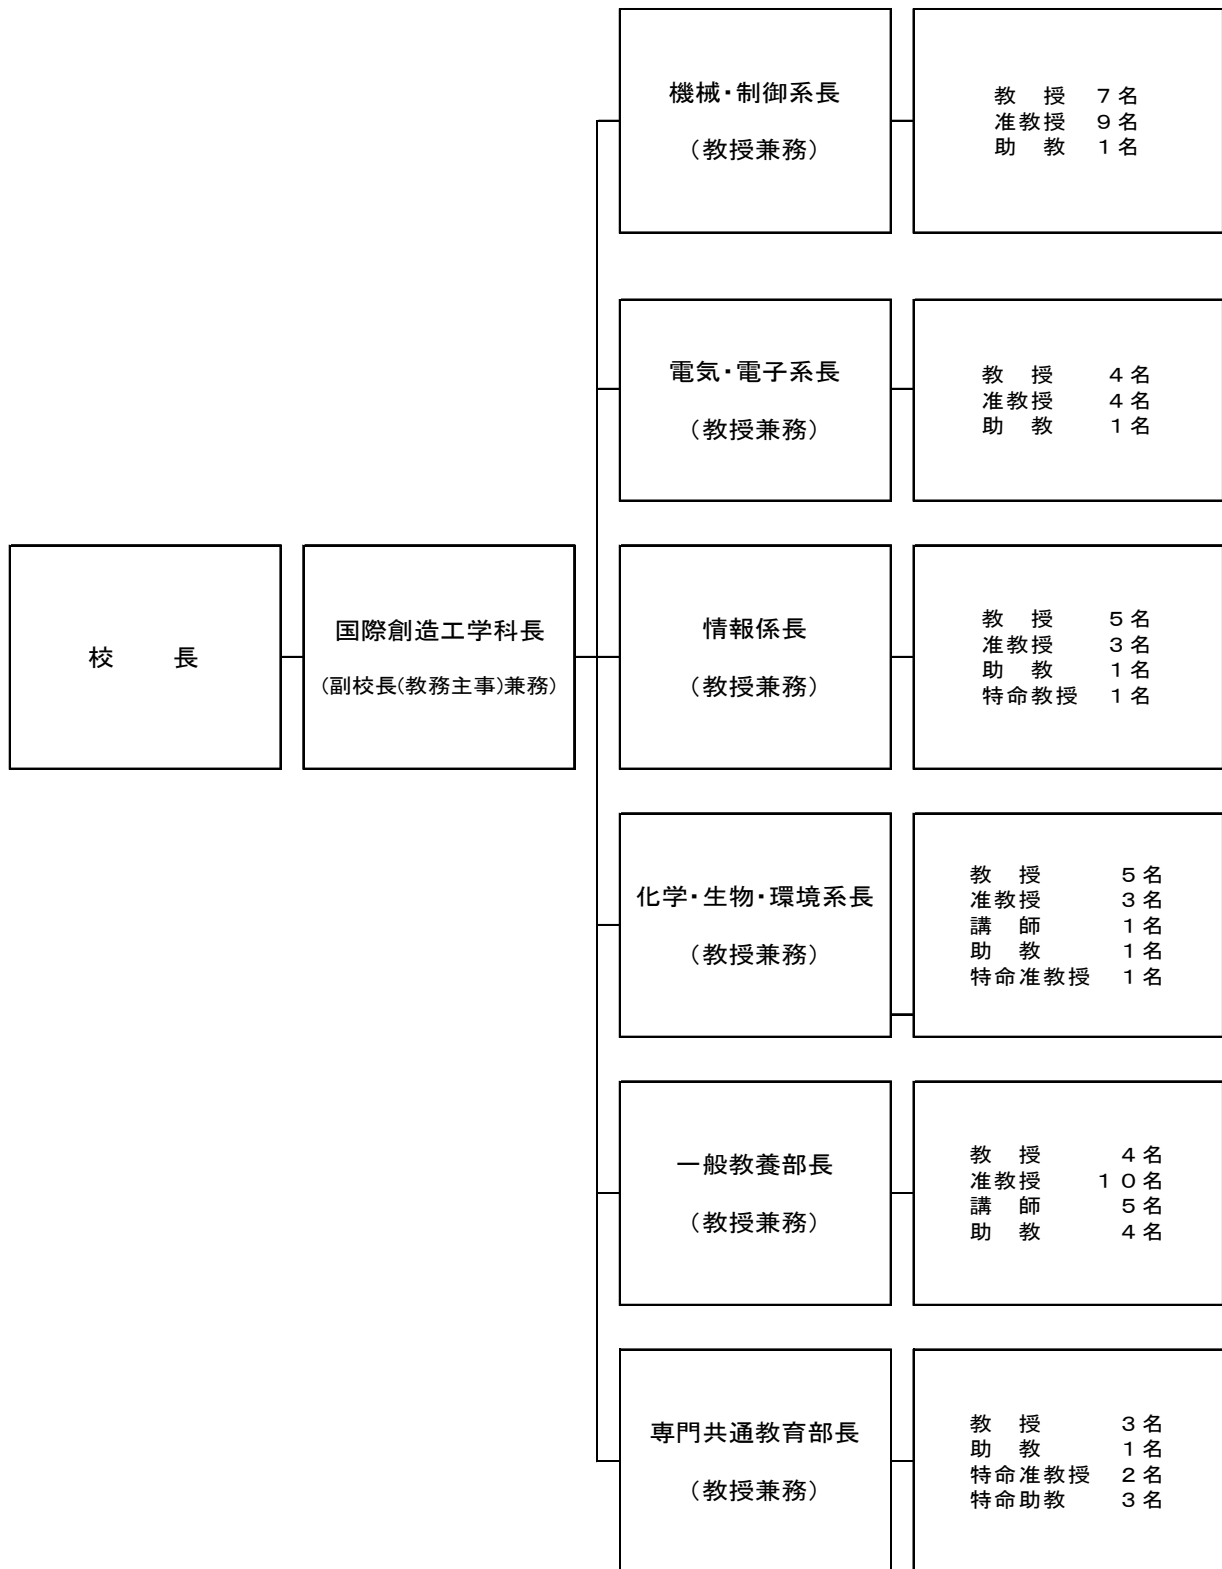 機械・制御系長
（教授兼務）
教　授　７名
准教授　９名
助　教　１名
電気・電子系長
（教授兼務）
教　授　　４名
准教授　　４名
助　教　　１名
校　　長
国際創造工学科長
(副校長(教務主事)兼務)
情報係長
（教授兼務）
教　授　　５名
准教授　　３名
助　教　　１名
特命教授　１名
化学・生物・環境系長
（教授兼務）
教　授　　　５名
准教授　　　３名
講　師　　　１名
助　教　　　１名
特命准教授　１名
一般教養部長
（教授兼務）
教　授　　　４名
准教授　　１０名
講　師　　　５名
助　教　　　４名
専門共通教育部長
（教授兼務）
教　授　　　３名
助　教　　　１名
特命准教授　２名
特命助教　　３名